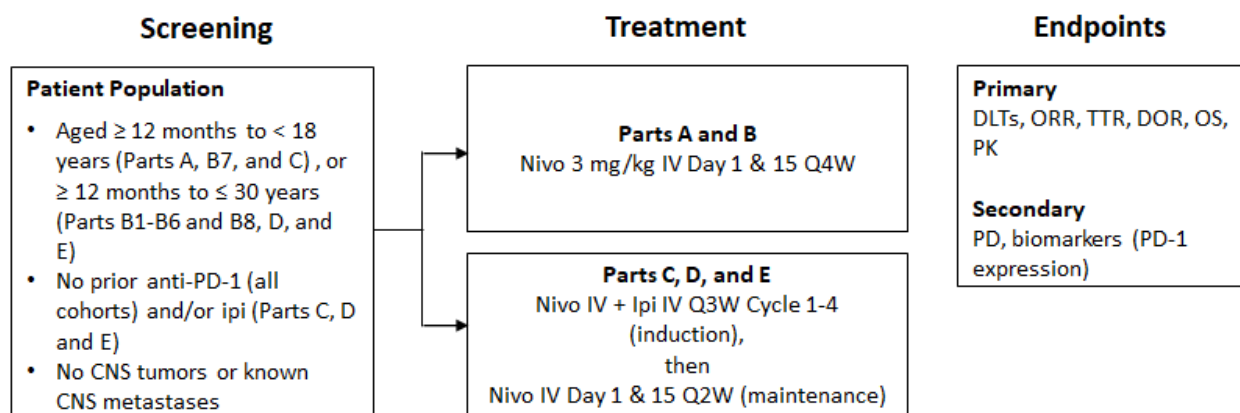 Screening
Patient Population
• Aged ≥ 12 months to < 18
years (Parts A, B7, and C) , or
≥ 12 months to ≤ 30 years
(Parts B1-B6 and B8, D, and
E)
• No prior anti-PD-1 (all
cohorts) and/or ipi (Parts C, D
and E)
• No CNS tumors or known
CNS metastases
Treatment
Parts A and B
Nivo 3 mg/kg IV Day 1 & 15 Q4W
Parts C, D, and E
Nivo IV + Ipi IV Q3W Cycle 1-4
(induction),
then
Nivo IV Day 1 & 15 Q2W (maintenance)
Endpoints
Primary
DLTs, ORR, TTR, DOR, OS,
PK
Secondary
PD, biomarkers (PD-1
expression)